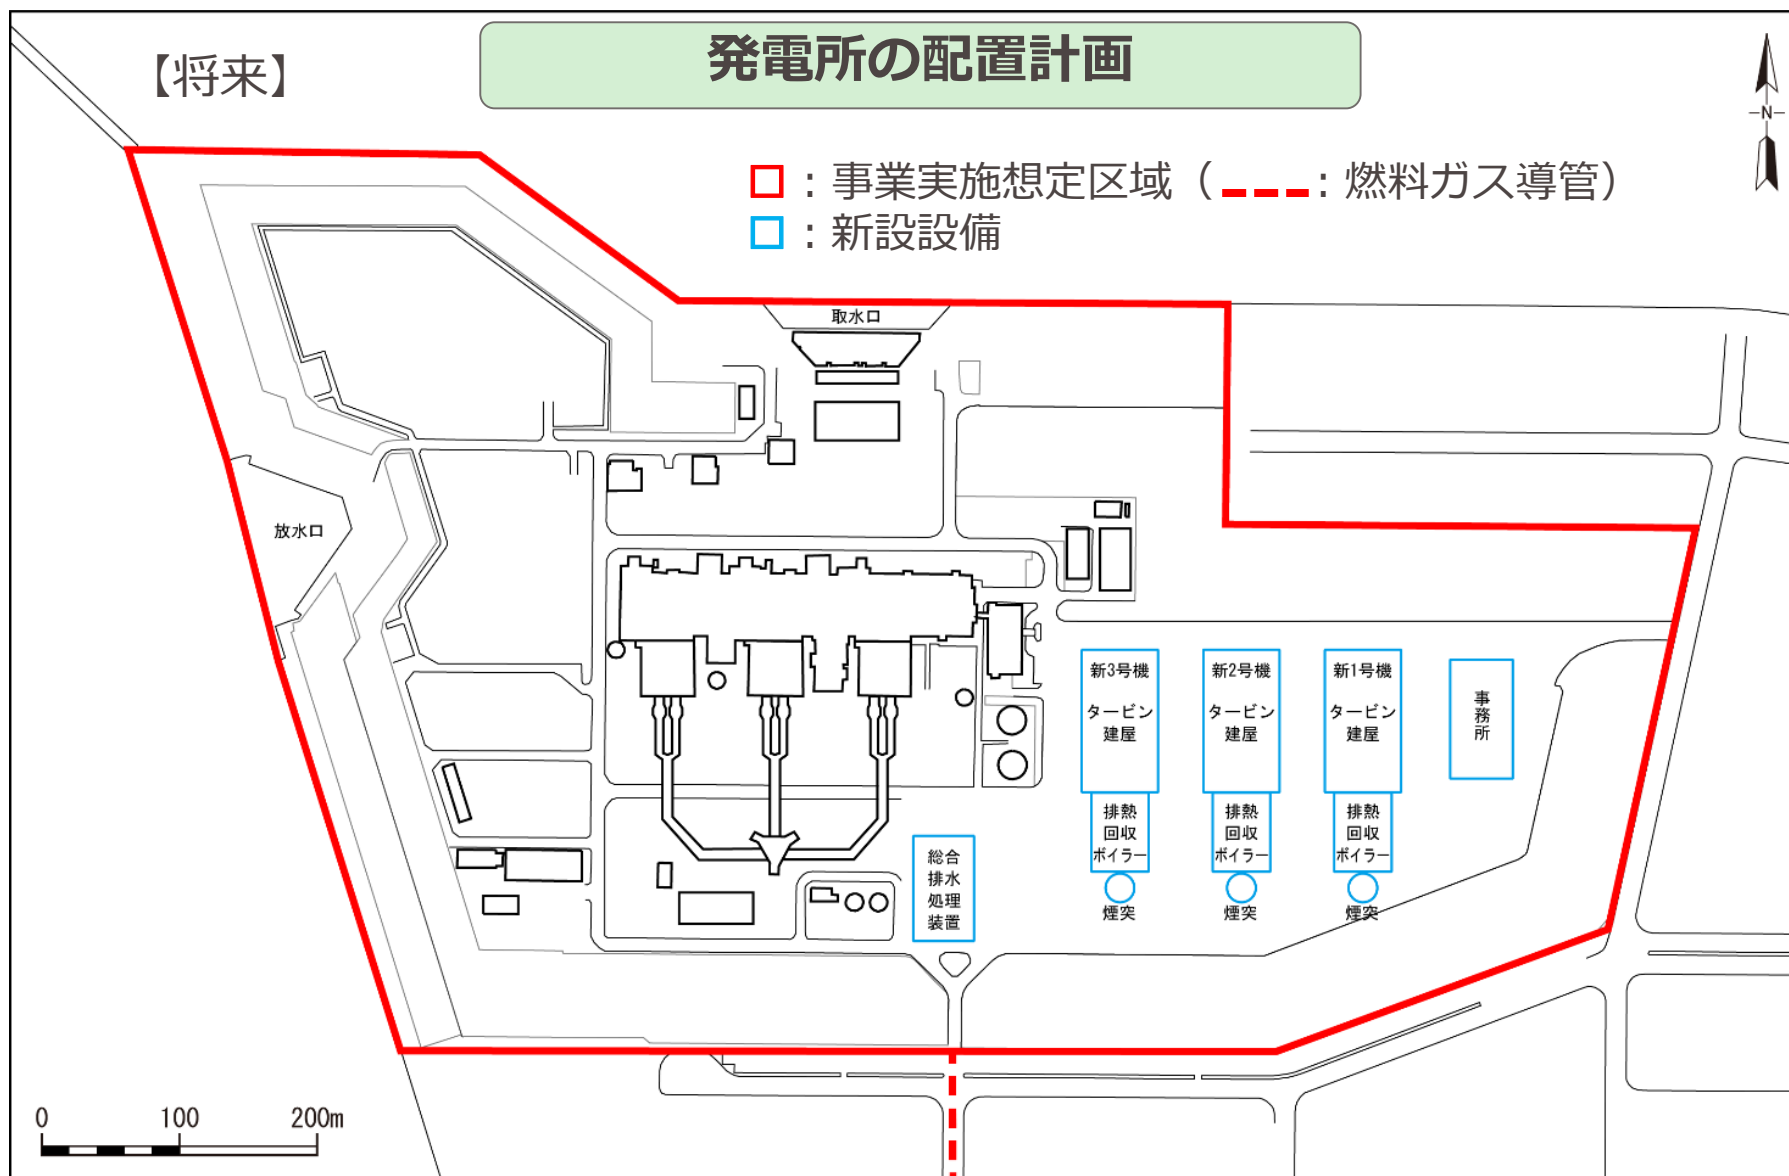 発電所の配置計画
【将来】
N
：事業実施想定区域（ ：燃料ガス導管）
：新設設備
取水口
放水口
新3号機
タービン
建屋
排熱
回収
ボイラー
煙突
新2号機
タービン
建屋
排熱
回収
ボイラー
煙突
新1号機
タービン
建屋
排熱
回収
ボイラー
煙突
事務所
総合
排水
処理
装置
0 100 200m